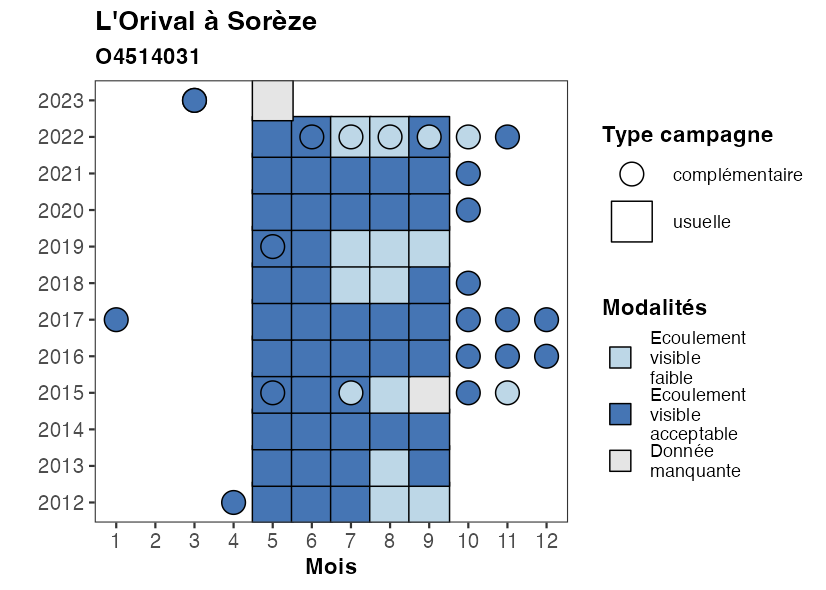 L'Orival à Sorèze
O4514031
2023
2022
2021
2020
2019
2018
2017
2016
2015
2014
2013
2012
1 2 3 4 5 6 7 8 9 10 11 12
Mois
Type campagne
complémentaire
usuelle
Modalités
Ecoulement
visible
faible
Ecoulement
visible
acceptable
Donnée
manquante